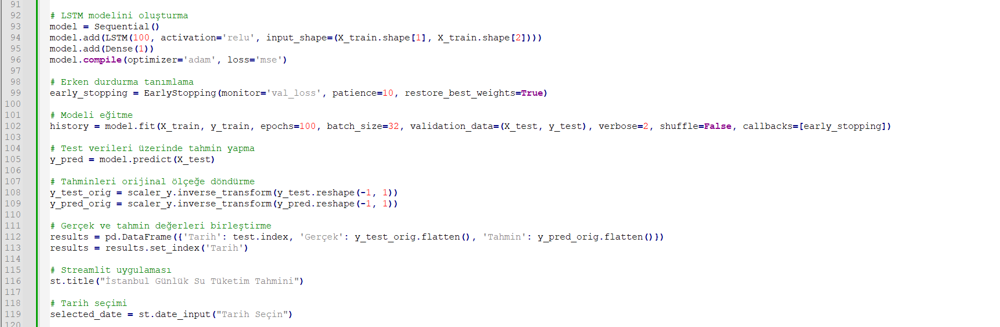 91
92 # LSTM modelini oluşturma
93 model = Sequential()
94 model.add(LSTM(100, activation='relu', input_shape=(X_train.shape[1], X_train.shape[2])))
95 model.add(Dense(1))
96 model.compile(optimizer='adam', loss='mse')
97
98 # Erken durdurma tanımlama
99 early_stopping = EarlyStopping(monitor='val_loss', patience=10, restore_best_weights=True)
100
101 # Modeli eğitme
102 history = model.fit(X_train, y_train, epochs=100, batch_size=32, validation_data=(X_test, y_test), verbose=2, shuffle=False, callbacks=[early_stopping])
103
104 # Test verileri üzerinde tahmin yapma
105 y_pred = model.predict(X_test)
106
107 # Tahminleri orijinal ölçeğe döndürme
108 y_test_orig = scaler_y.inverse_transform(y_test.reshape(-1, 1))
109 y_pred_orig = scaler_y.inverse_transform(y_pred.reshape(-1, 1))
110
111 # Gerçek ve tahmin değerleri birleştirme
112 results = pd.DataFrame({'Tarih': test.index, 'Gerçek': y_test_orig.flatten(), 'Tahmin': y_pred_orig.flatten()})
113 results = results.set_index('Tarih')
114
115 # Streamlit uygulaması
116 st.title("İstanbul Günlük Su Tüketim Tahmini")
117
118 # Tarih seçimi
119 selected_date = st.date_input("Tarih Seçin")
120